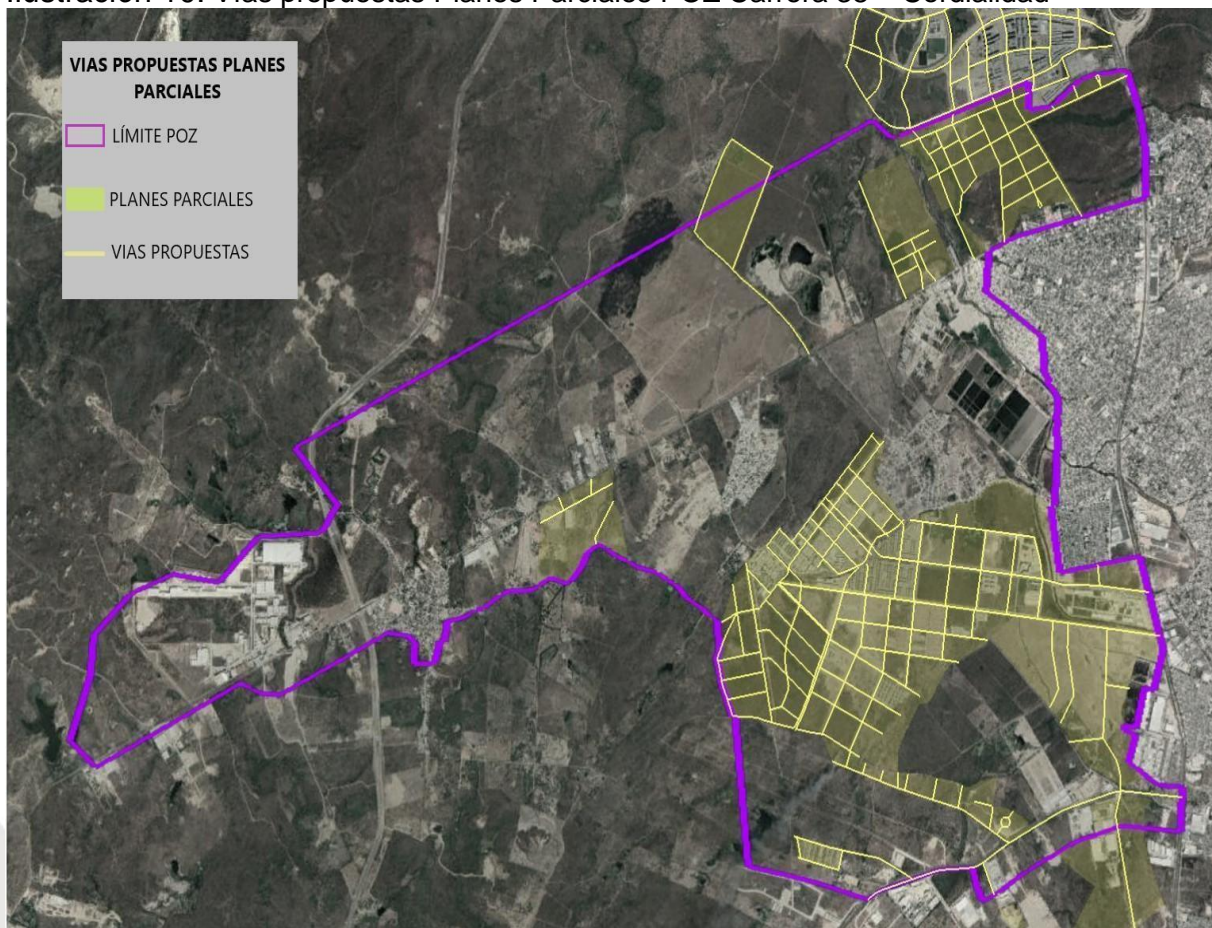 VIAS PROPUESTAS PLANES
PARCIALES
LÍMITE POZ
PLANES PARCIALES
VIAS PROPUESTAS